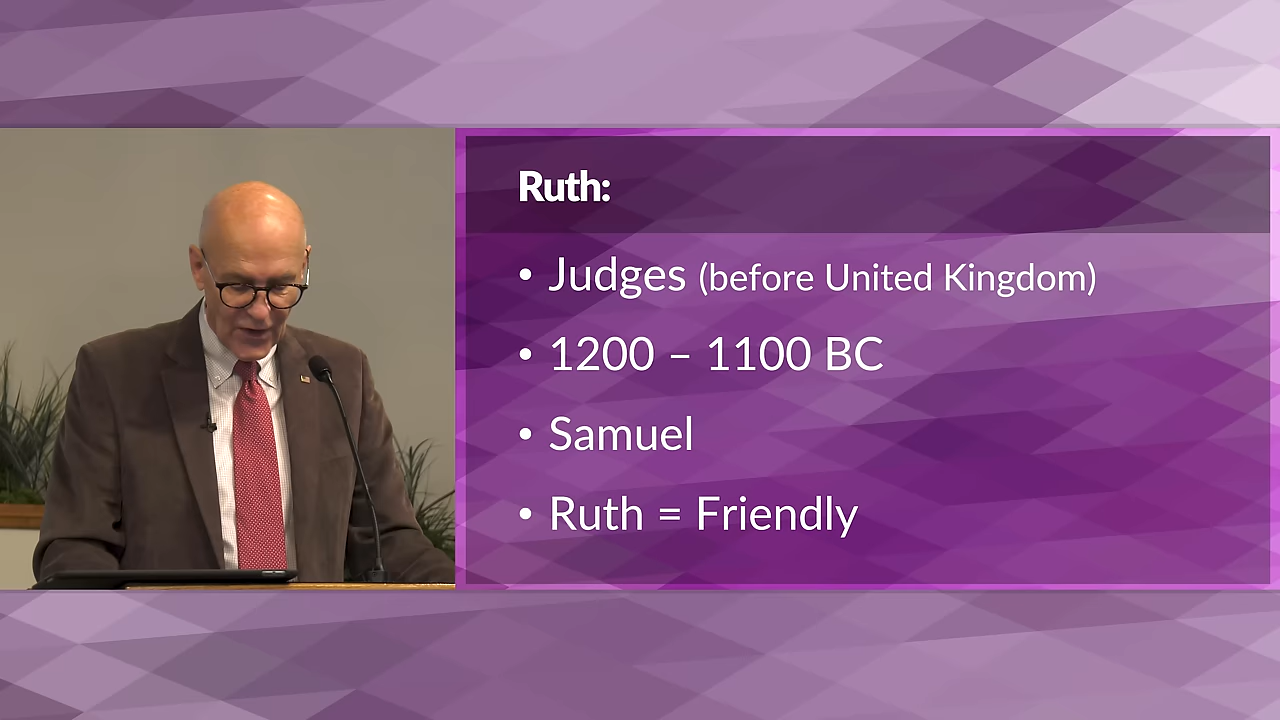 Ruth:
• Judges (before United Kingdom)
• 1200 – 1100 BC
• Samuel
• Ruth = Friendly